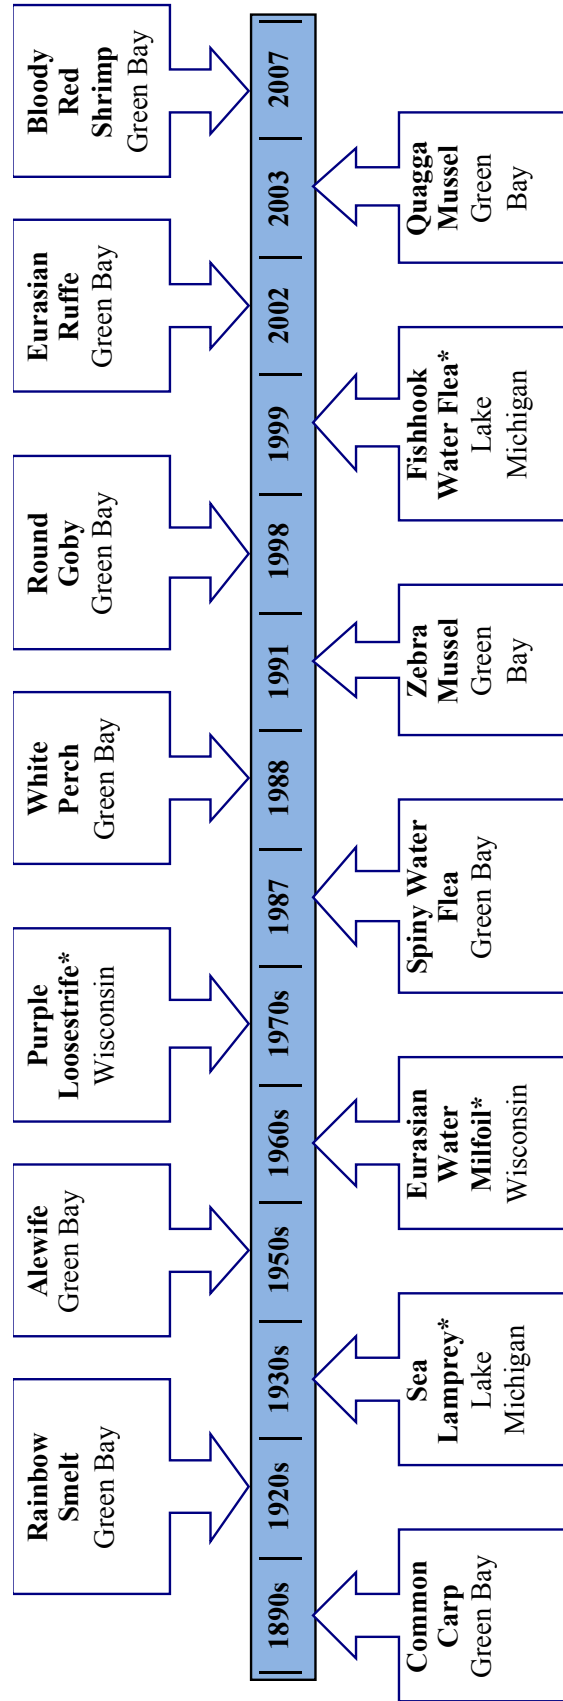 Rainbow
Smelt
Green Bay
Alewife
Green Bay
Purple
Loosestrife*
Wisconsin
White
Perch
Green Bay
Round
Goby
Green Bay
Eurasian
Ruffe
Green Bay
Bloody
Red
Shrimp
Green Bay
1890s
1920s
1930s
1950s
1960s
1970s
1987
1988
1991
1998
1999
2002
2003
2007
Common
Carp
Green Bay
Sea
Lamprey*
Lake
Michigan
Eurasian
Water
Milfoil*
Wisconsin
Spiny Water
Flea
Green Bay
Zebra
Mussel
Green
Bay
Fishhook
Water Flea*
Lake
Michigan
Quagga
Mussel
Green
Bay